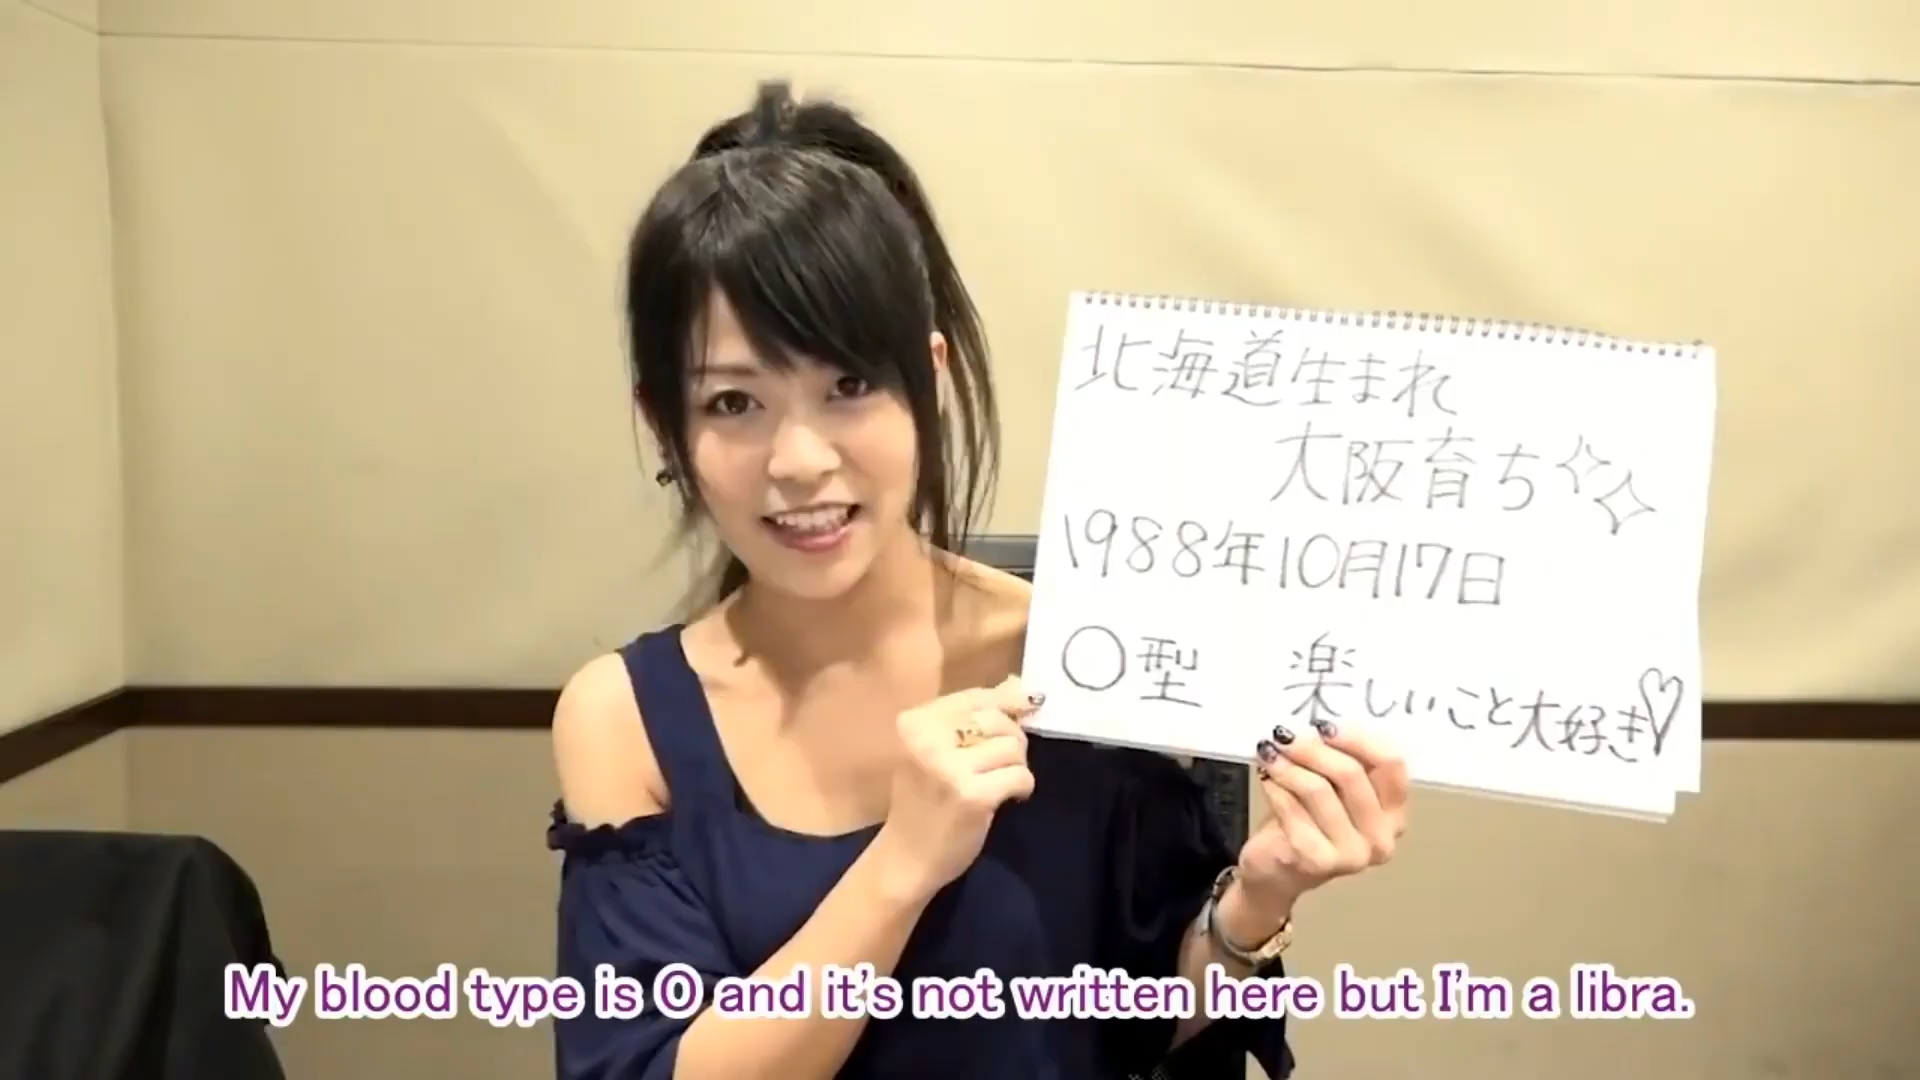 北海道生まれ
大阪育ち
1988年10月17日
O型 楽しいこと大好き♡
My blood type is O and it's not written here but I'm a libra.